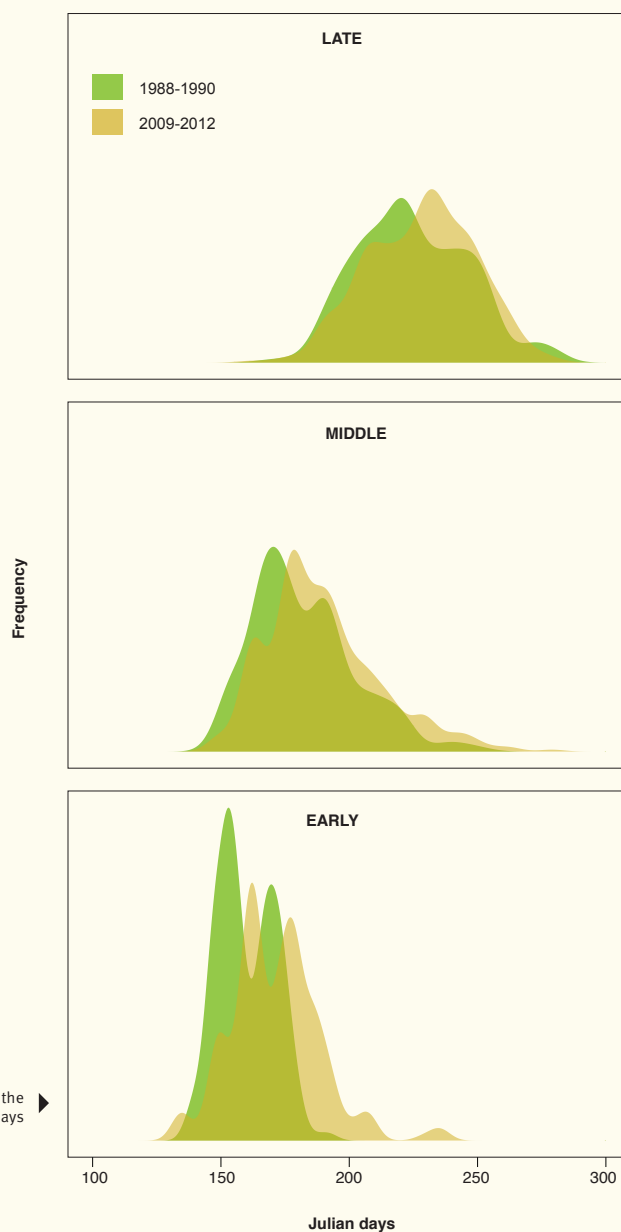 LATE
1988-1990
2009-2012
MIDDLE
Frequency
EARLY
the
ays
100 150 200 250 300
Julian days